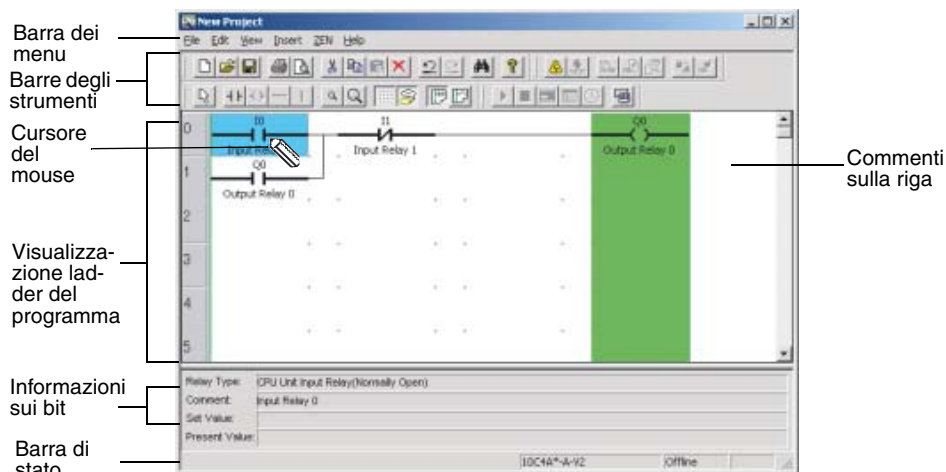 New Project
File Edit View Insert ZEN Help
Barra dei
menu
Barre degli
strumenti
Cursore
del
mouse
Visualizza-
zione lad-
der del
programma
Informazioni
sui bit
Barra di
stato
Commenti
sulla riga
0
I0
I1
Q0
Input Relay 1
Output Relay 0
1
Q0
Output Relay 0
2
3
4
5
Relay Type: CPU Unit Input Relay(Normally Open)
Comment: Input Relay 0
Set Value:
Present Value:
10C4A*-A-V2 Offline